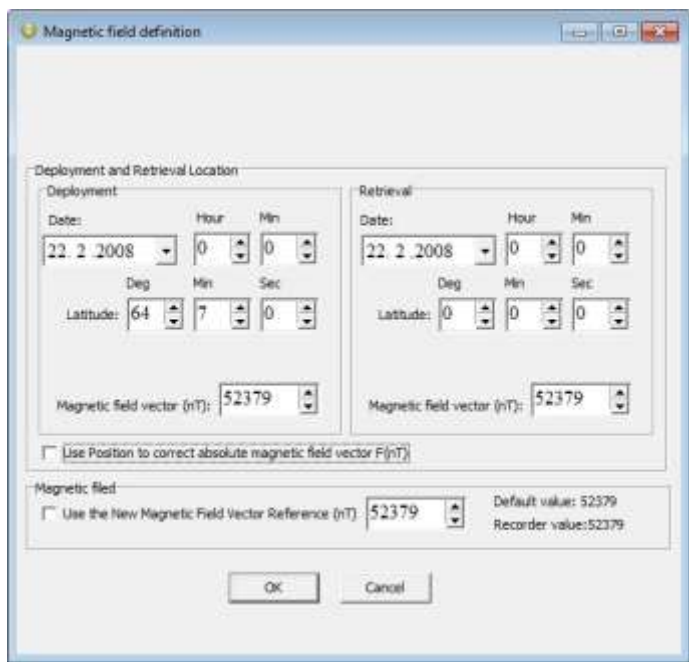 Magnetic field definition
Deployment and Retrieval Location
Deployment
Date: Hour Min
22. 2 .2008 0 0
Deg Min Sec
Latitude: 64 7 0
Magnetic field vector (nT): 52379
Retrieval
Date: Hour Min
22. 2 .2008 0 0
Deg Min Sec
Latitude: 0 0 0
Magnetic field vector (nT): 52379
Use Position to correct absolute magnetic field vector F(nT)
Magnetic filed
Use the New Magnetic Field Vector Reference (nT) 52379
Default value: 52379
Recorder value:52379
OK Cancel